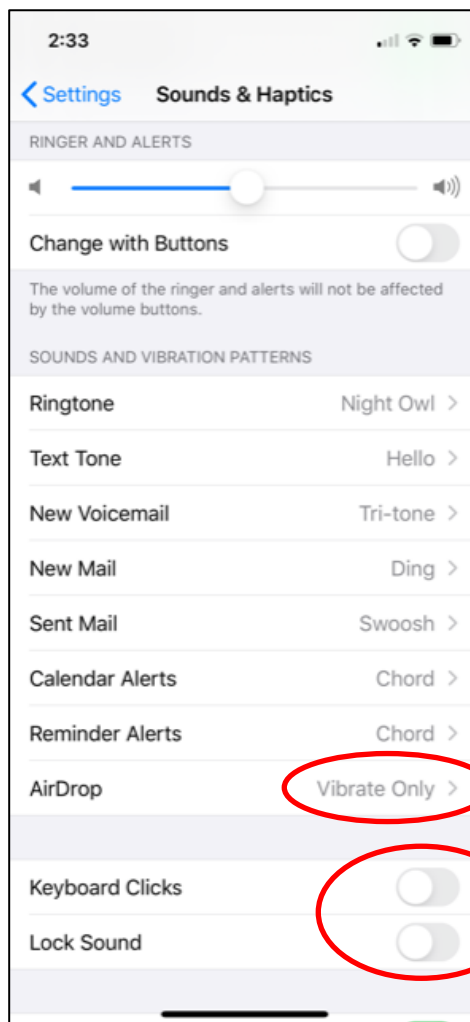 2:33
Settings Sounds & Haptics
RINGER AND ALERTS
Change with Buttons
The volume of the ringer and alerts will not be affected
by the volume buttons.
SOUNDS AND VIBRATION PATTERNS
Ringtone Night Owl
Text Tone Hello
New Voicemail Tri-tone
New Mail Ding
Sent Mail Swoosh
Calendar Alerts Chord
Reminder Alerts Chord
AirDrop Vibrate Only
Keyboard Clicks
Lock Sound